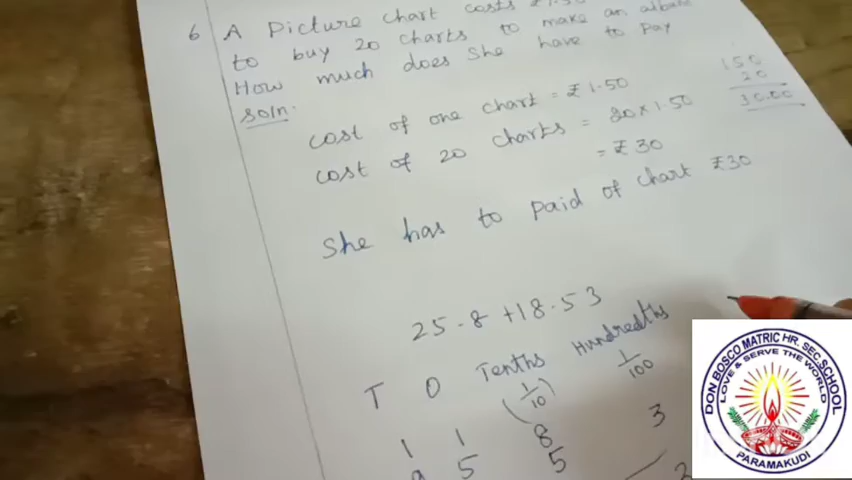 6 A Picture chart costs ₹1.50
to buy 20 charts to make an album
How much does She have to pay
Soln.
cost of one chart = ₹1.50
cost of 20 charts = 20×1.50
= ₹30
150
20
30.00
She has to paid of chart ₹30
25.8+18.53
T O Tenths Hundredths
(1/10) 1/100
1 1 8 3
5 5
DON BOSCO MATRIC HR. SEC. SCHOOL
LOVE & SERVE THE WORLD
PARAMAKUDI